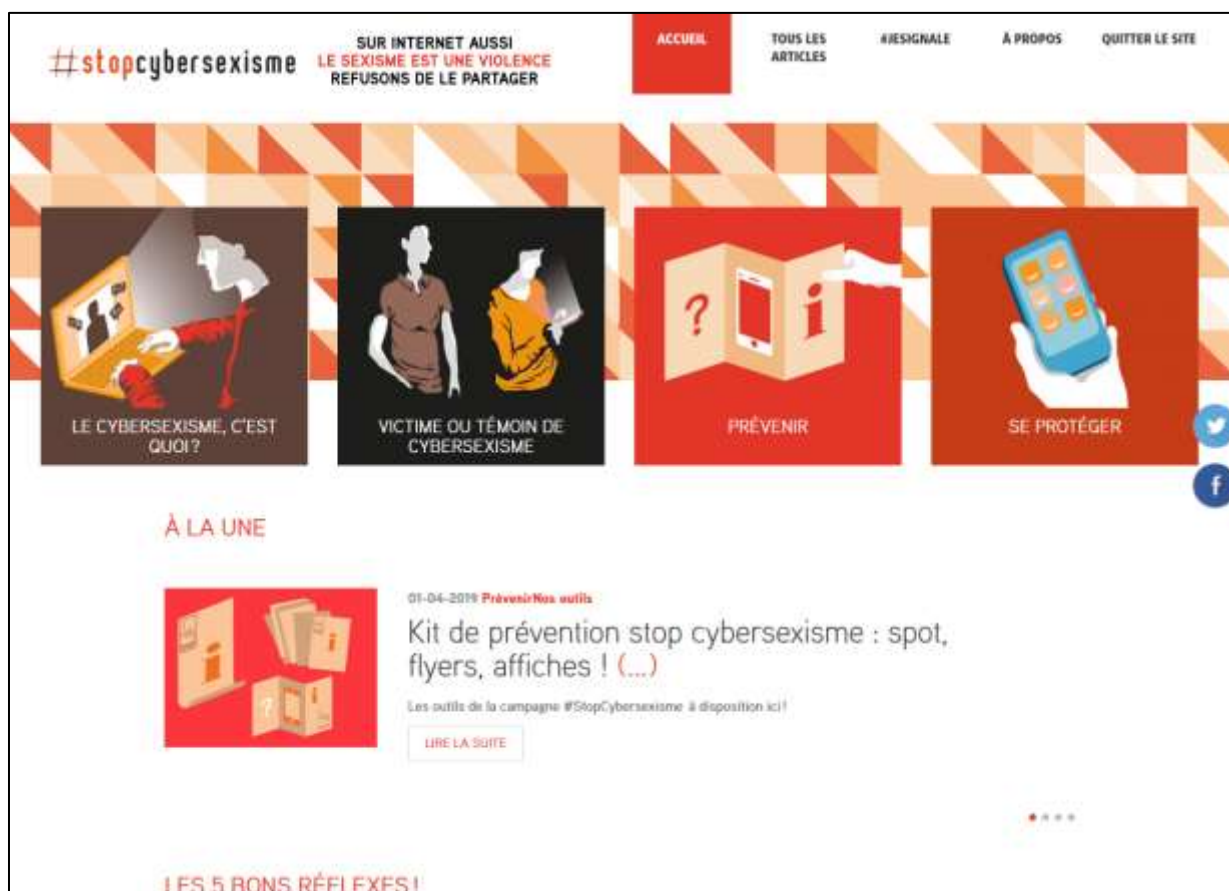 #stopcybersexisme
SUR INTERNET AUSSI
LE SEXISME EST UNE VIOLENCE
REFUSONS DE LE PARTAGER
ACCUEIL
TOUS LES
ARTICLES
#JESIGNALE
À PROPOS
QUITTER LE SITE
LE CYBERSEXISME, C'EST
QUOI ?
VICTIME OU TÉMOIN DE
CYBERSEXISME
? i
PRÉVENIR
SE PROTÉGER
À LA UNE
i
i
? i
01-04-2019 PrévenirNos outils
Kit de prévention stop cybersexisme : spot,
flyers, affiches ! (...)
Les outils de la campagne #StopCybersexisme à disposition ici !
LIRE LA SUITE
LES 5 BONS RÉFLEXES !